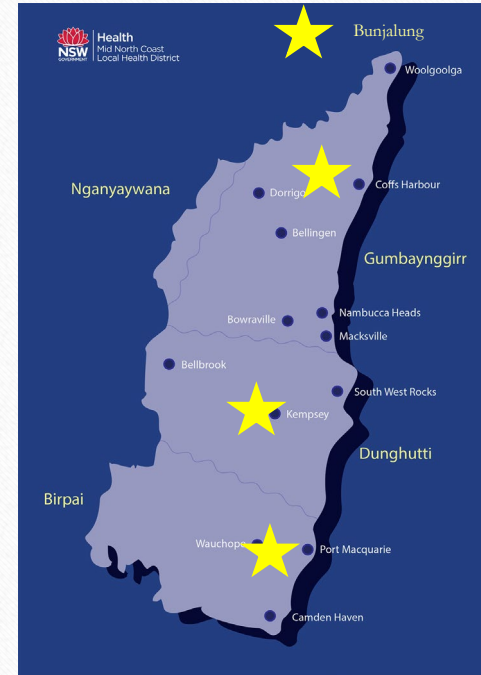 Health
NSW
GOVERNMENT
Mid North Coast
Local Health District
Bunjalung
Woolgoolga
Nganyaywana
Dorrigo
Coffs Harbour
Bellingen
Gumbaynggirr
Bowraville
Nambucca Heads
Macksville
Bellbrook
South West Rocks
Kempsey
Dunghutti
Birpai
Wauchope
Port Macquarie
Camden Haven